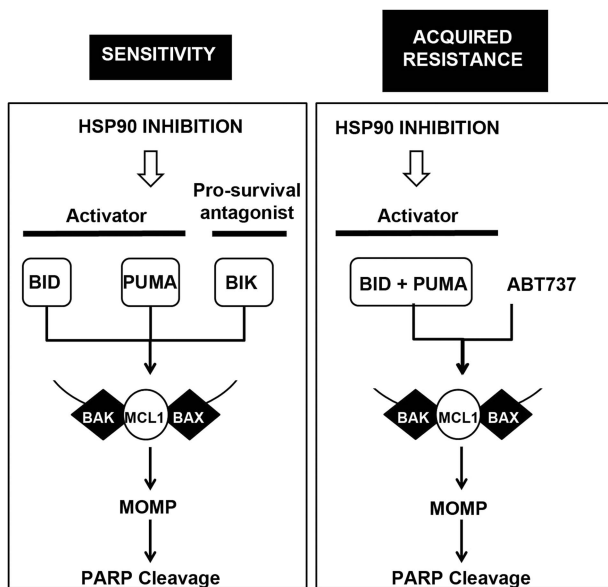 SENSITIVITY
HSP90 INHIBITION
Pro-survival
antagonist
Activator
BID
PUMA
BIK
BAK
MCL1
BAX
MOMP
PARP Cleavage
ACQUIRED
RESISTANCE
HSP90 INHIBITION
Activator
BID + PUMA
ABT737
BAK
MCL1
BAX
MOMP
PARP Cleavage